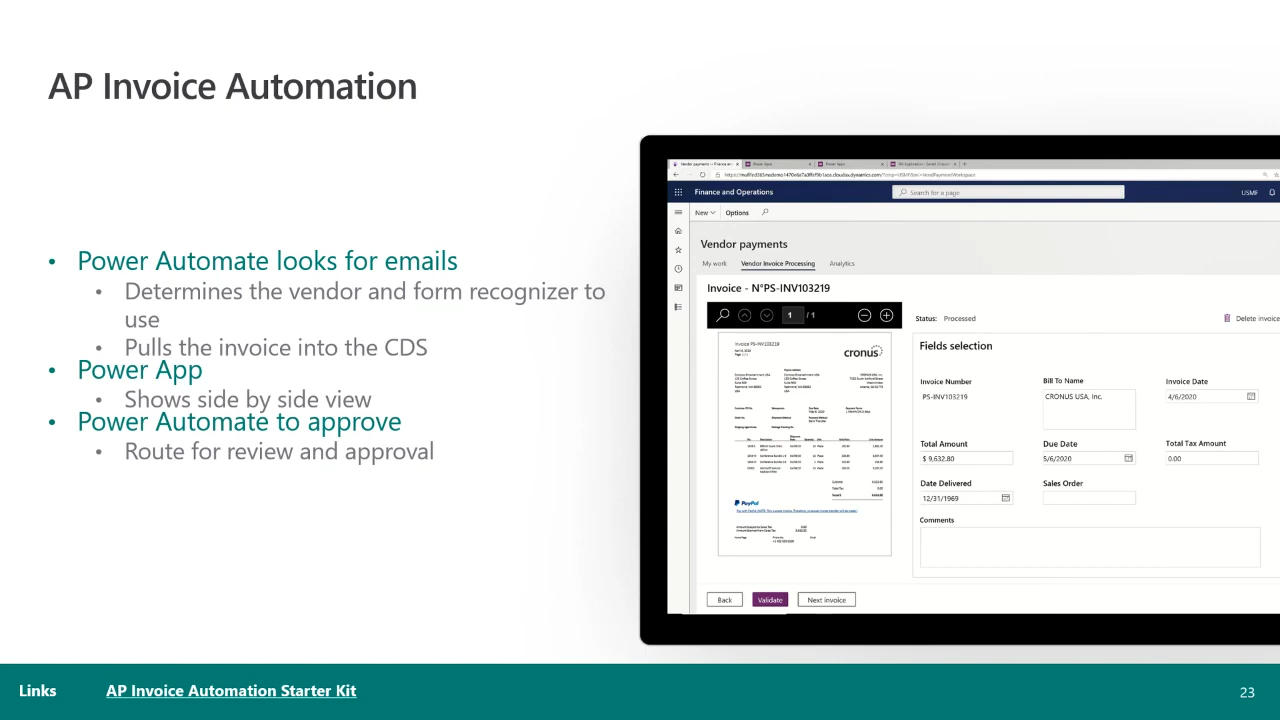 AP Invoice Automation
• Power Automate looks for emails
• Determines the vendor and form recognizer to
use
• Pulls the invoice into the CDS
• Power App
• Shows side by side view
• Power Automate to approve
• Route for review and approval
Finance and Operations
Search for a page
USMF
New
Options
Vendor payments
My work
Vendor Invoice Processing
Analytics
Invoice - N°PS-INV103219
1 / 1
Status: Processed
Delete invoice
Invoice PS-INV103219
cronus
PayPal
Fields selection
Invoice Number
PS-INV103219
Bill To Name
CRONUS USA, Inc.
Invoice Date
4/6/2020
Total Amount
$ 9,632.80
Due Date
5/6/2020
Total Tax Amount
0.00
Date Delivered
12/31/1969
Sales Order
Comments
Back
Validate
Next invoice
Links
AP Invoice Automation Starter Kit
23